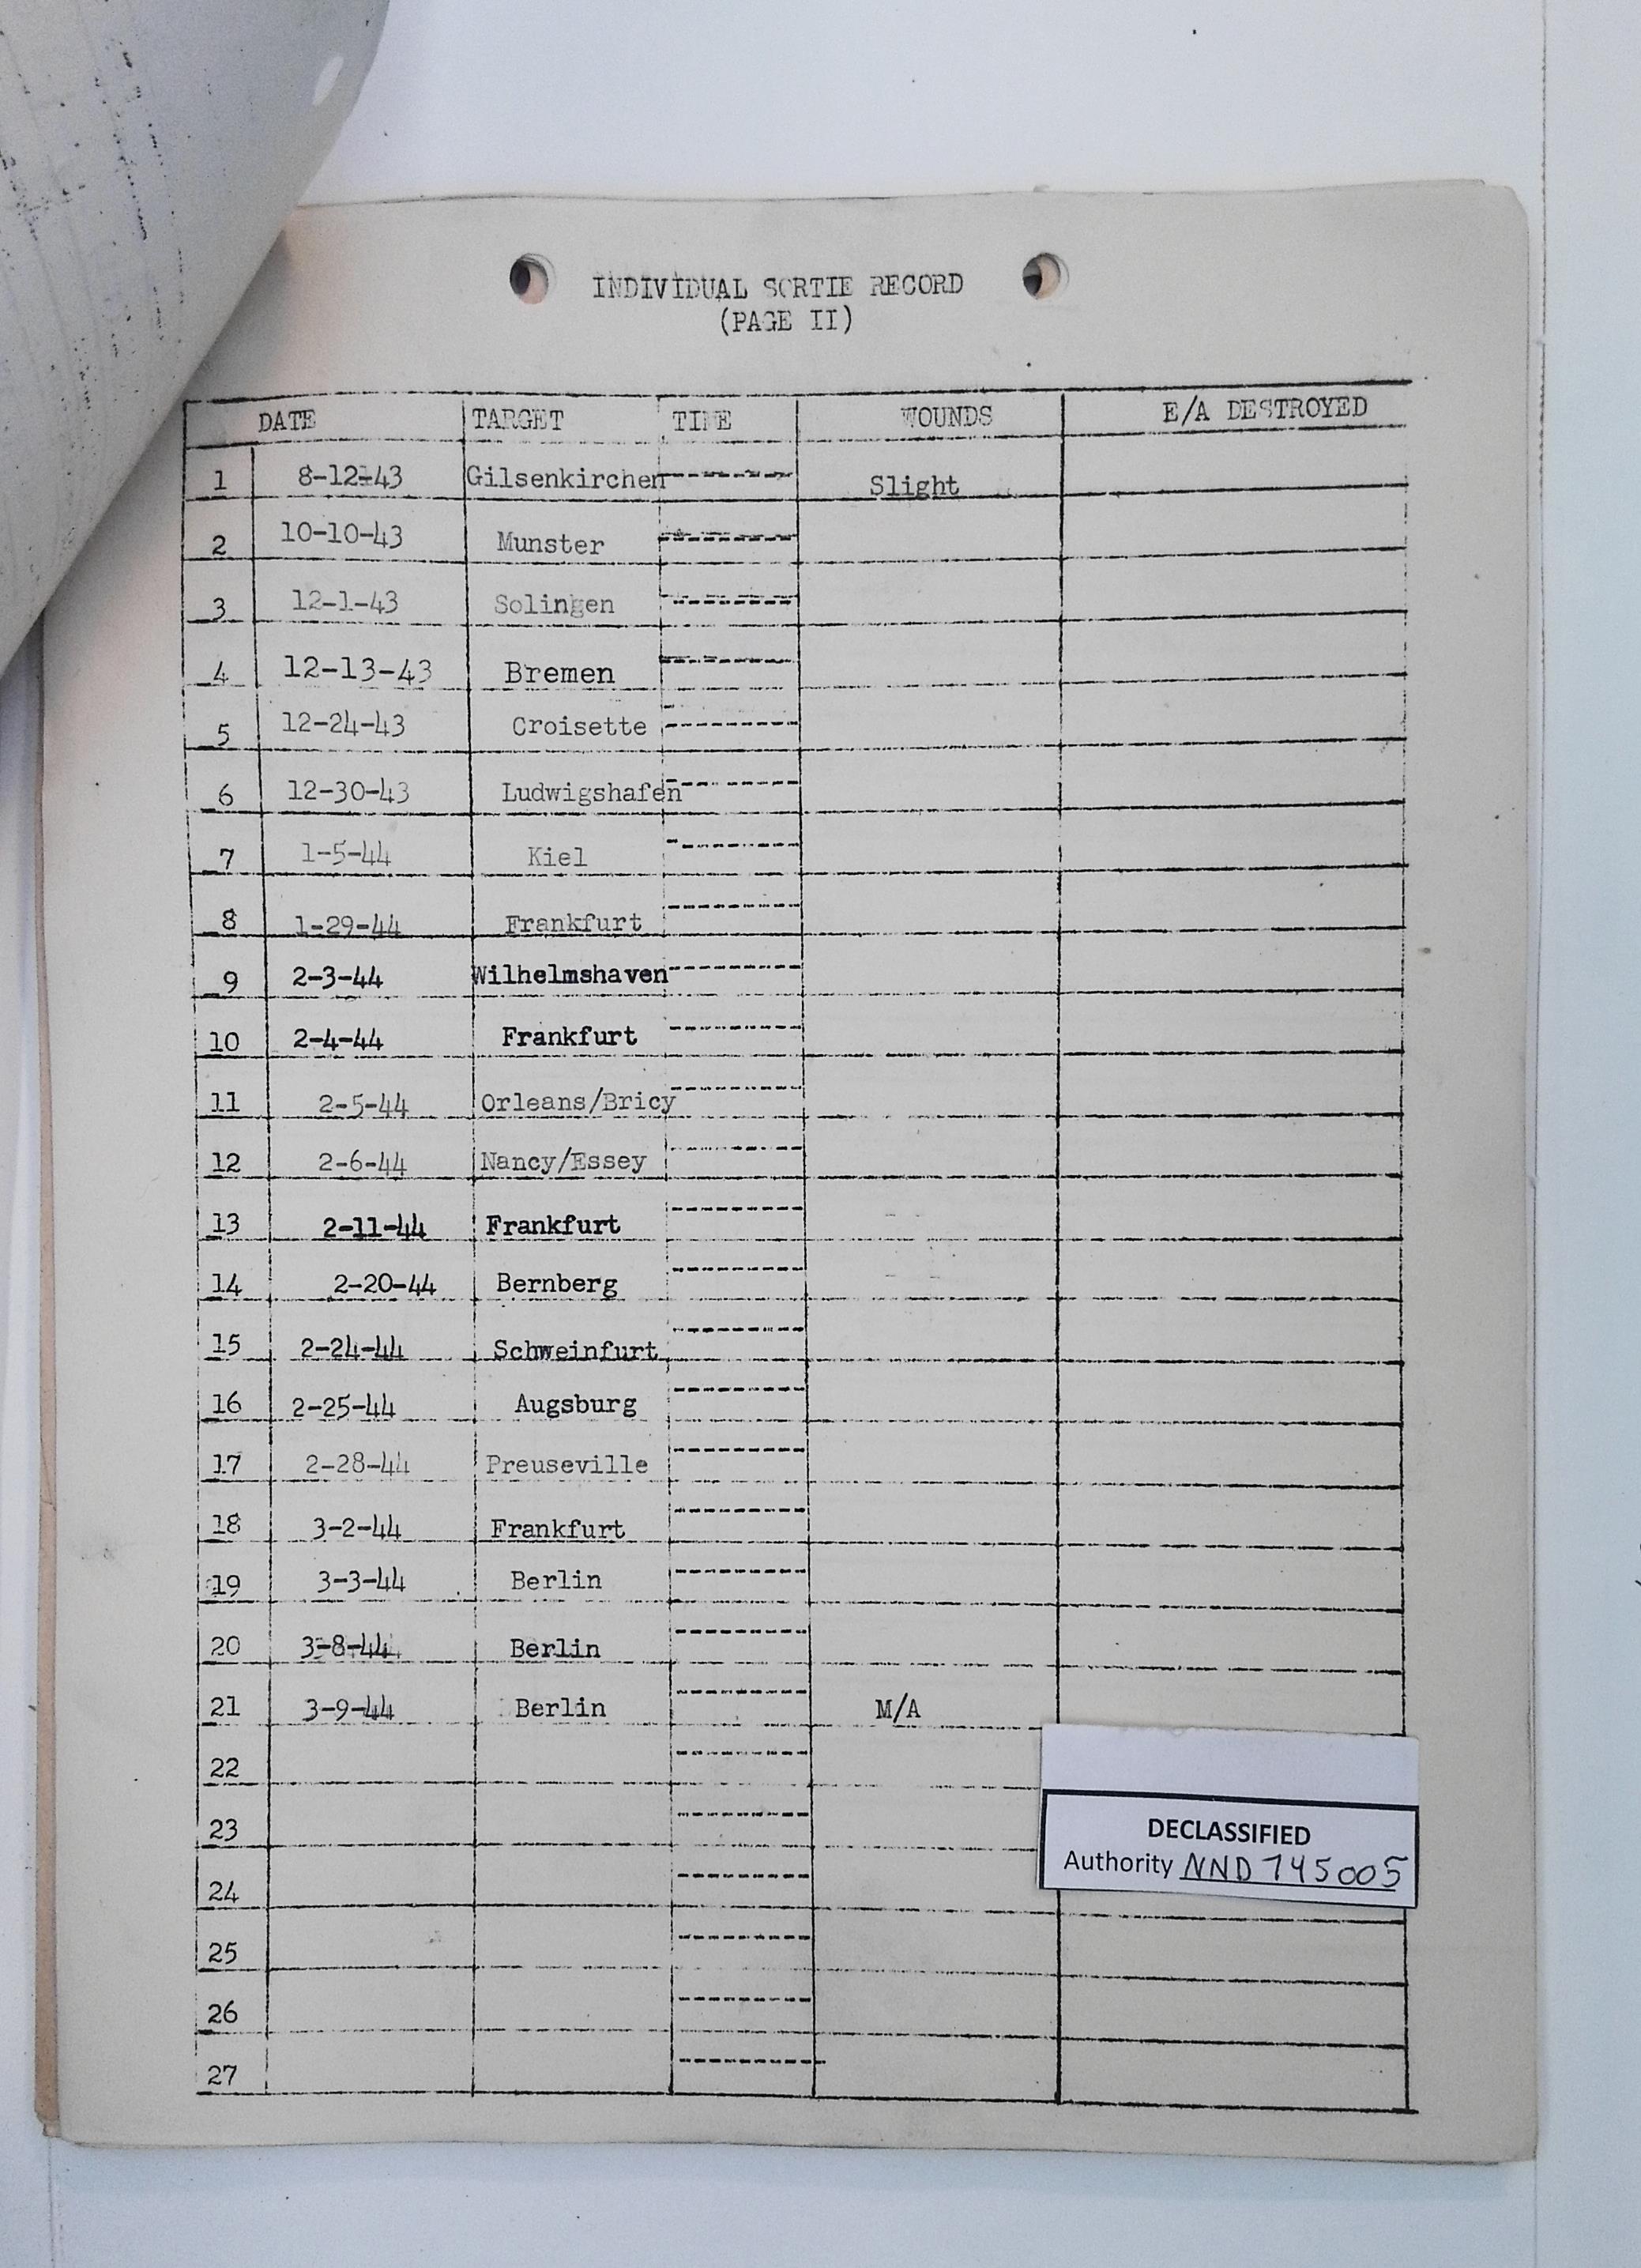 INDIVIDUAL SORTIE RECORD
(PAGE II)
DATE TARGET TIME WOUNDS E/A DESTROYED
1 8-12-43 Gilsenkirchen Slight
2 10-10-43 Munster
3 12-1-43 Solingen
4 12-13-43 Bremen
5 12-24-43 Croisette
6 12-30-43 Ludwigshafen
7 1-5-44 Kiel
8 1-29-44 Frankfurt
9 2-3-44 Wilhelmshaven
10 2-4-44 Frankfurt
11 2-5-44 Orleans/Bricy
12 2-6-44 Nancy/Essey
13 2-11-44 Frankfurt
14 2-20-44 Bernberg
15 2-24-44 Schweinfurt
16 2-25-44 Augsburg
17 2-28-44 Preuseville
18 3-2-44 Frankfurt
19 3-3-44 Berlin
20 3-8-44 Berlin
21 3-9-44 Berlin M/A
22
23
DECLASSIFIED
Authority NND 745005
24
25
26
27